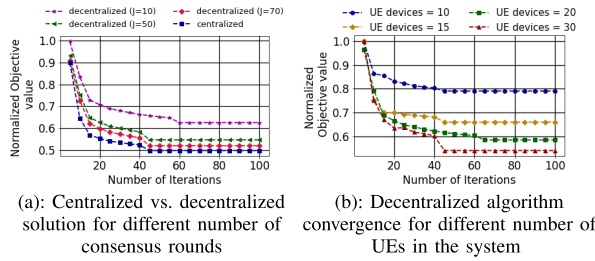 decentralized (J=10)
decentralized (J=70)
decentralized (J=50)
centralized
Normalized Objective
value
1.0
0.9
0.8
0.7
0.6
0.5
20
40
60
80
100
Number of Iterations
(a): Centralized vs. decentralized
solution for different number of
consensus rounds
UE devices = 10
UE devices = 20
UE devices = 15
UE devices = 30
Normalized
Objective value
1.0
0.9
0.8
0.7
0.6
20
40
60
80
100
Number of Iterations
(b): Decentralized algorithm
convergence for different number of
UEs in the system